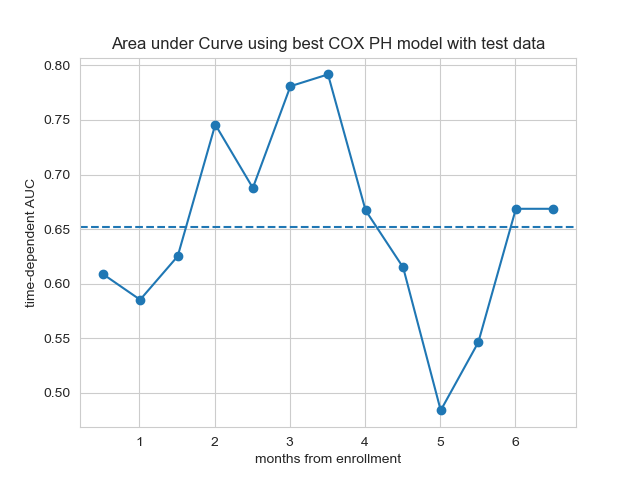 Area under Curve using best COX PH model with test data
0.80
0.75
0.70
0.65
0.60
0.55
0.50
time-dependent AUC
1 2 3 4 5 6
months from enrollment